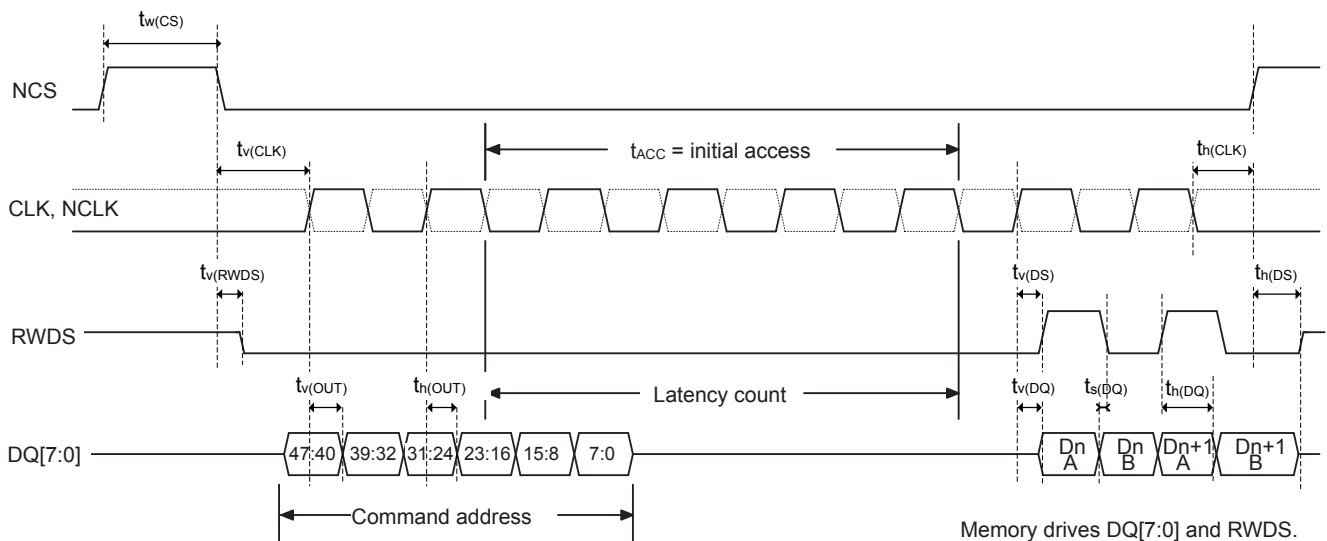 tw(CS)
NCS
tv(CLK)
tACC = initial access
th(CLK)
CLK, NCLK
tv(RWDS)
tv(DS)
th(DS)
RWDS
tv(OUT)
th(OUT)
Latency count
tv(DQ)
ts(DQ)
th(DQ)
DQ[7:0]
47:40
39:32
31:24
23:16
15:8
7:0
Dn
A
Dn
B
Dn+1
A
Dn+1
B
Command address
Memory drives DQ[7:0] and RWDS.